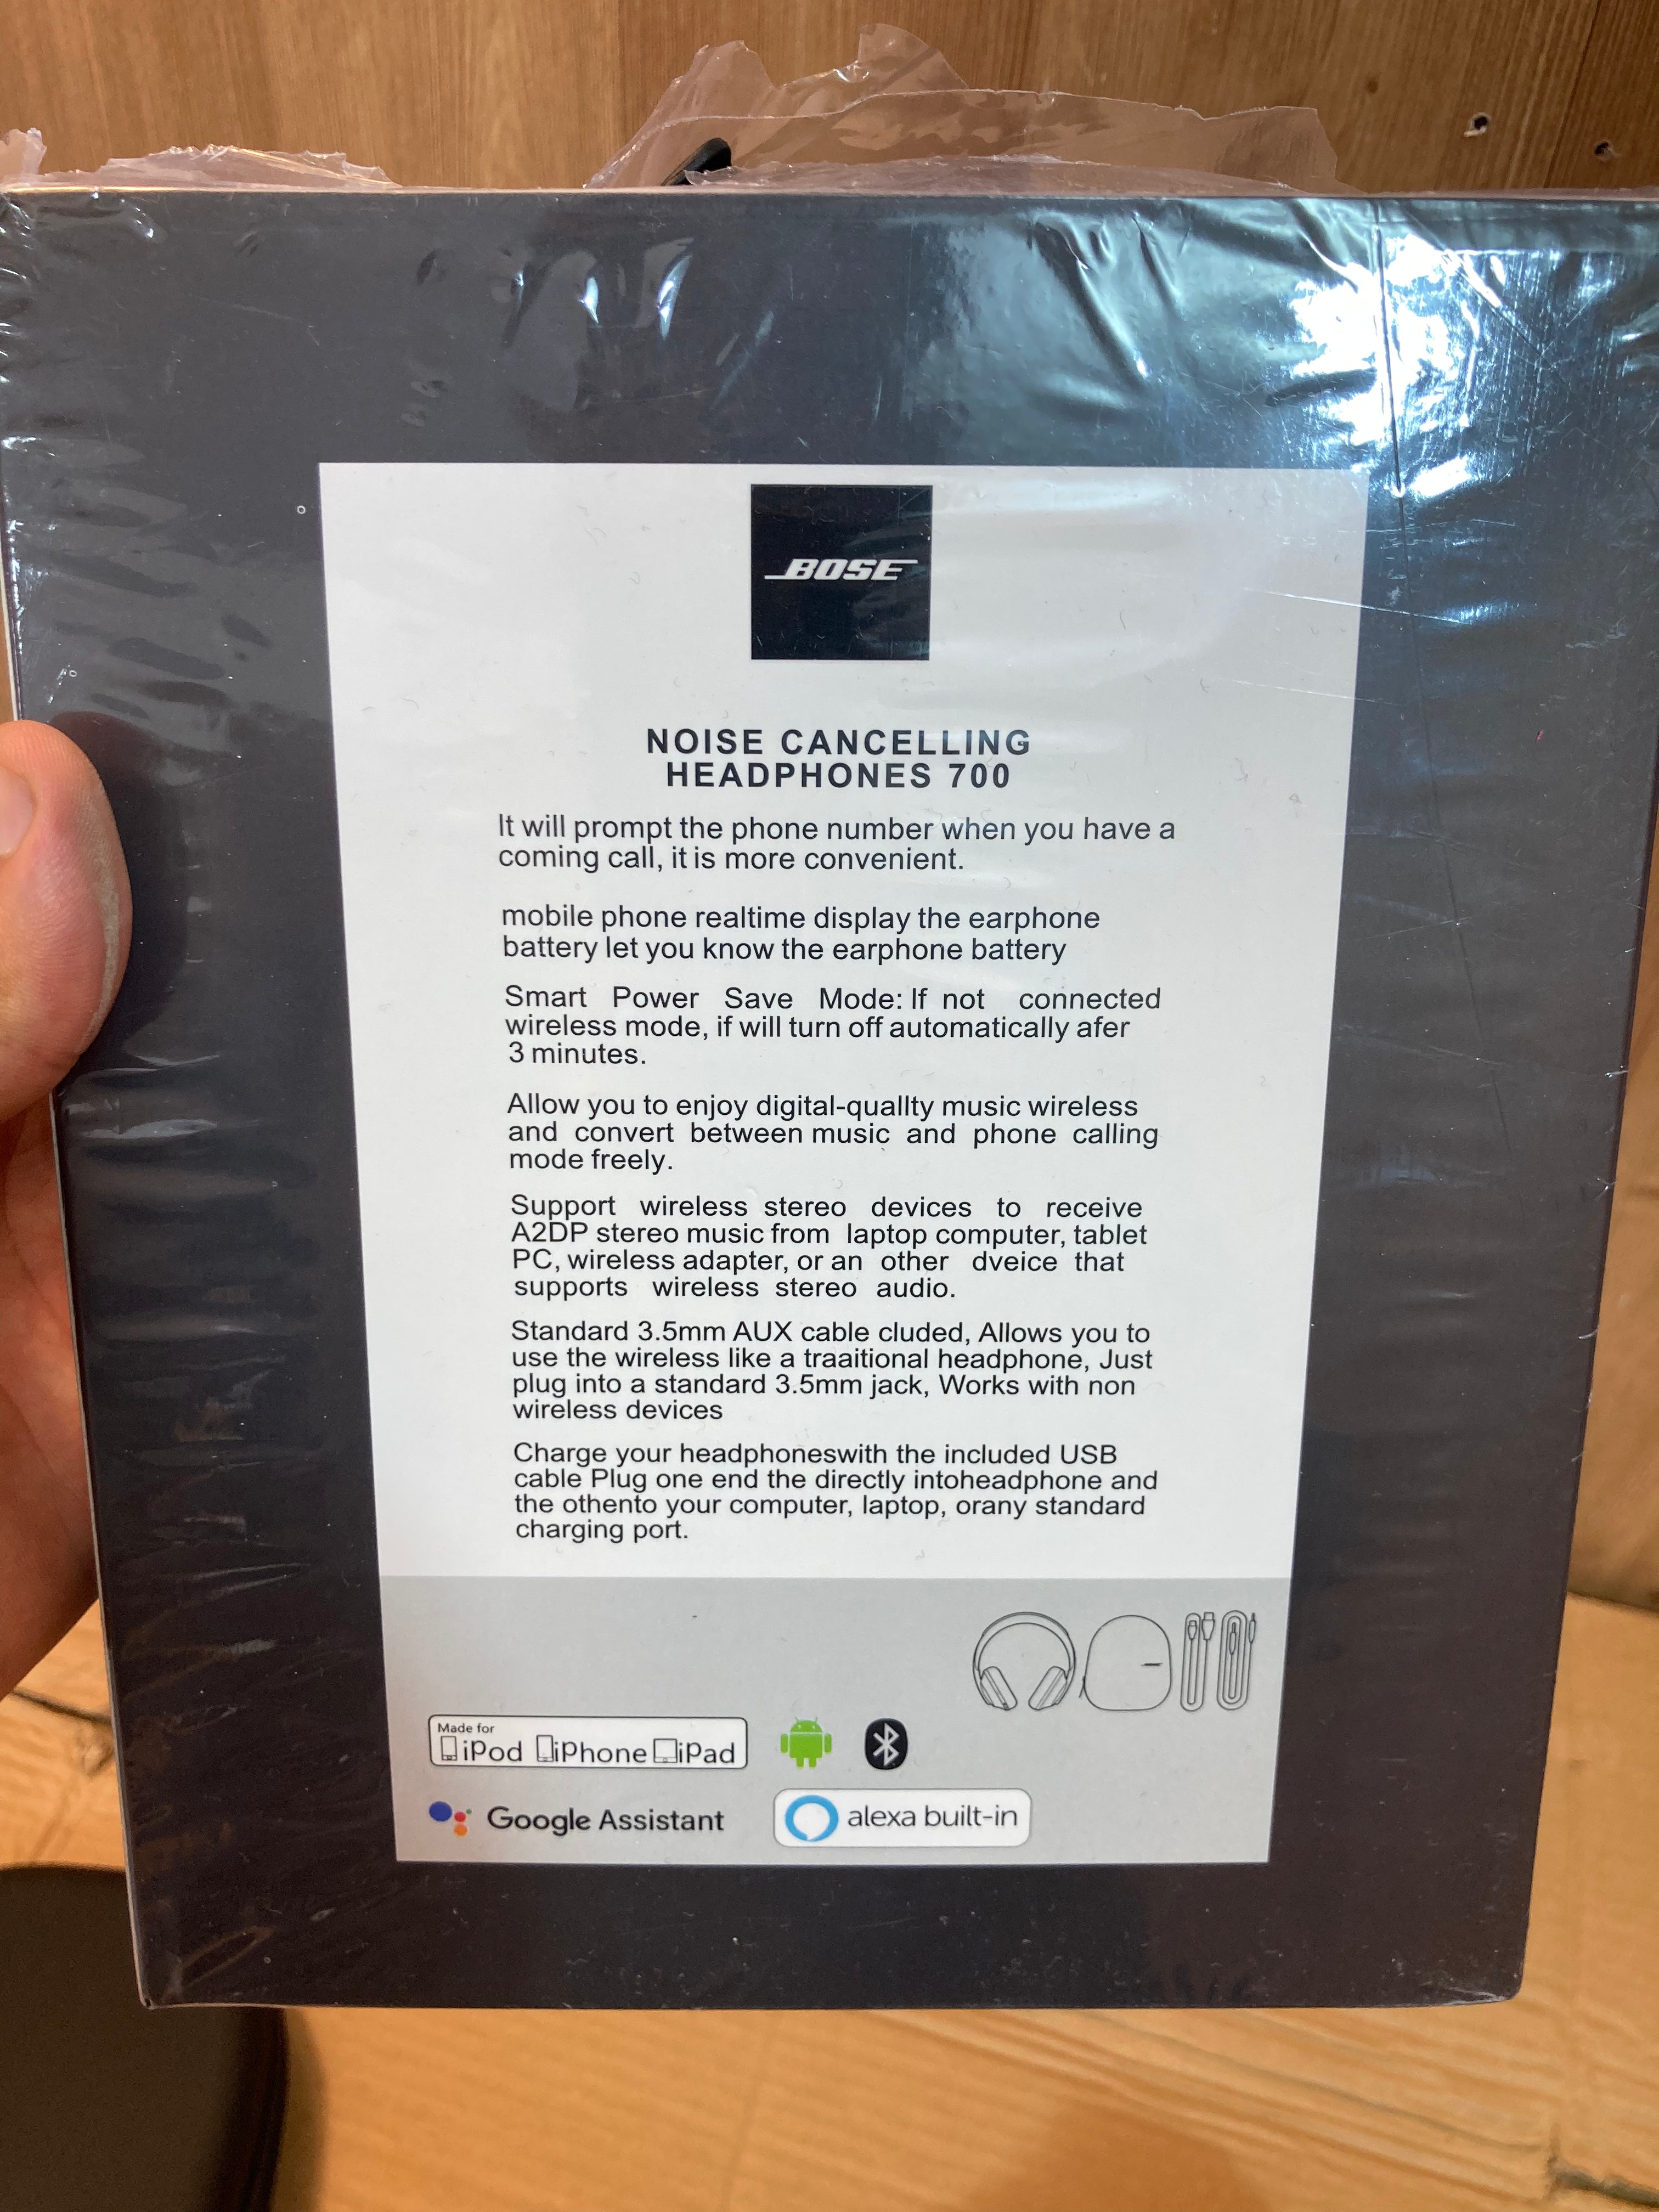 BOSE
NOISE CANCELLING
HEADPHONES 700
It will prompt the phone number when you have a
coming call, it is more convenient.
mobile phone realtime display the earphone
battery let you know the earphone battery
Smart Power Save Mode: If not connected
wireless mode, if will turn off automatically afer
3 minutes.
Allow you to enjoy digital-quallty music wireless
and convert between music and phone calling
mode freely.
Support wireless stereo devices to receive
A2DP stereo music from laptop computer, tablet
PC, wireless adapter, or an other dveice that
supports wireless stereo audio.
Standard 3.5mm AUX cable cluded, Allows you to
use the wireless like a traaitional headphone, Just
plug into a standard 3.5mm jack, Works with non
wireless devices
Charge your headphoneswith the included USB
cable Plug one end the directly intoheadphone and
the othento your computer, laptop, orany standard
charging port.
Made for
iPod iPhone iPad
Google Assistant
alexa built-in